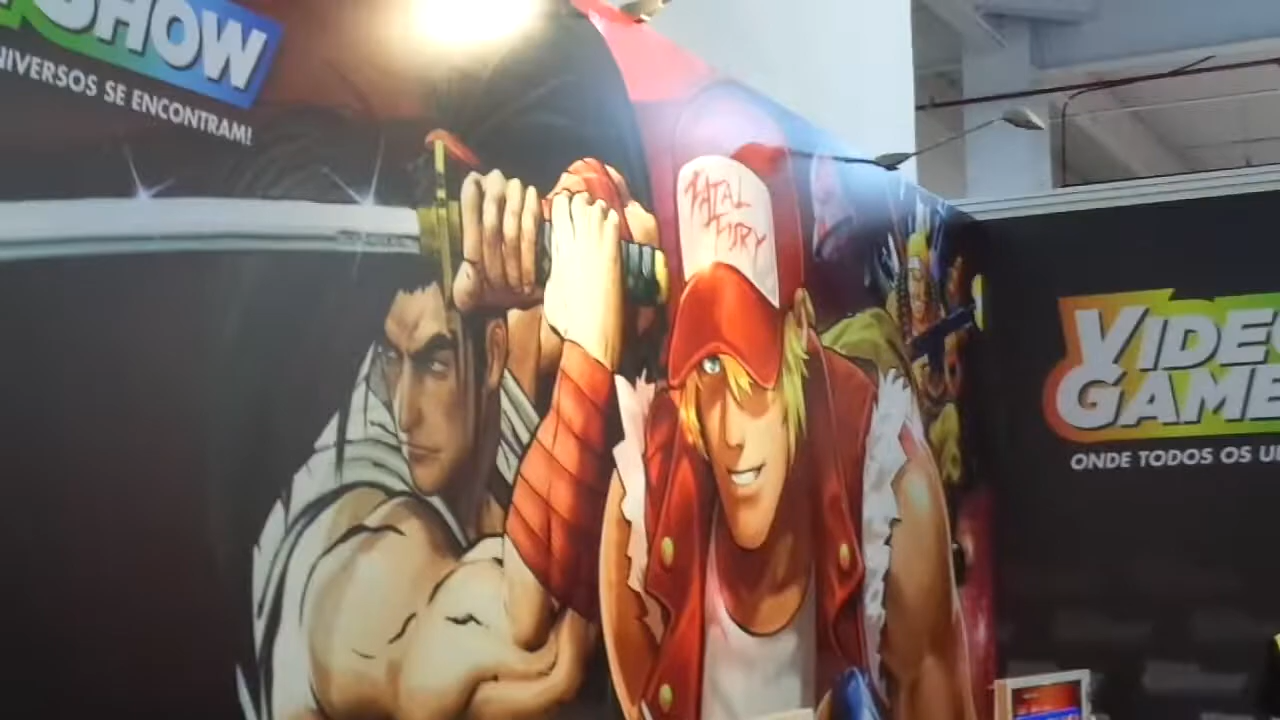 SHOW
NIVERSOS SE ENCONTRAM!
FATAL
FURY
VIDEO
GAME
ONDE TODOS OS U